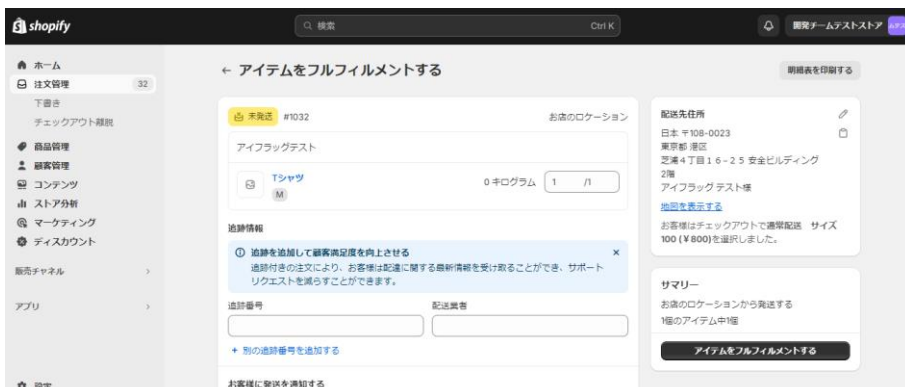 shopify
検索
Ctrl K
開発チームテストストア
ホーム
注文管理
32
下書き
チェックアウト離脱
商品管理
顧客管理
コンテンツ
ストア分析
マーケティング
ディスカウント
販売チャネル
アプリ
設定
← アイテムをフルフィルメントする
明細表を印刷する
未発送 #1032
お店のロケーション
アイフラッグテスト
Tシャツ
M
0 キログラム
1 /1
追跡情報
追跡を追加して顧客満足度を向上させる
追跡付きの注文により、お客様は配達に関する最新情報を受け取ることができ、サポート
リクエストを減らすことができます。
追跡番号
配送業者
+ 別の追跡番号を追加する
お客様に発送を通知する
配送先住所
日本 〒108-0023
東京都 港区
芝浦4丁目16-25 安全ビルディング
2階
アイフラッグ テスト様
地図を表示する
お客様はチェックアウトで通常配送 サイズ
100 (¥800)を選択しました。
サマリー
お店のロケーションから発送する
1個のアイテム中1個
アイテムをフルフィルメントする